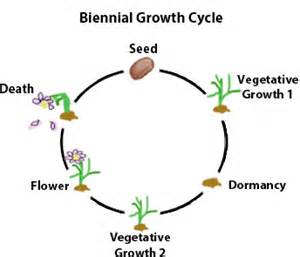 Biennial Growth Cycle
Seed
Vegetative
Growth 1
Dormancy
Vegetative
Growth 2
Flower
Death